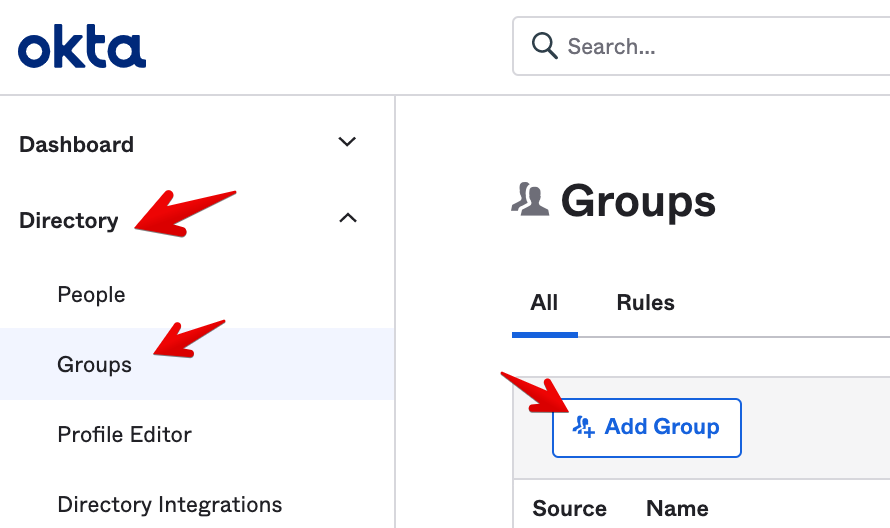 okta
Search...
Dashboard
Directory
People
Groups
Profile Editor
Directory Integrations
Groups
All Rules
Add Group
Source Name